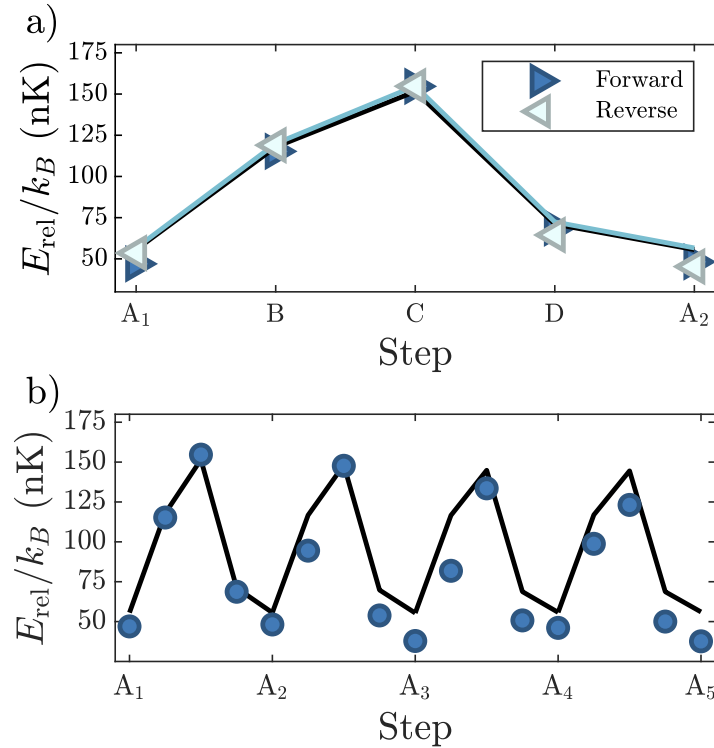 a)
E_rel/k_B (nK)
175
150
125
100
75
50
Forward
Reverse
A₁ B C D A₂
Step
b)
E_rel/k_B (nK)
175
150
125
100
75
50
A₁ A₂ A₃ A₄ A₅
Step